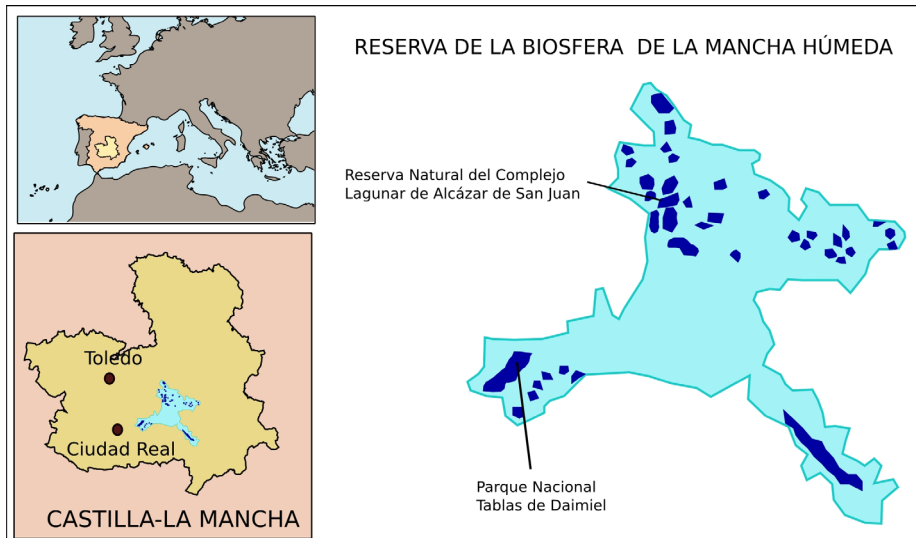 RESERVA DE LA BIOSFERA DE LA MANCHA HÚMEDA
Reserva Natural del Complejo
Lagunar de Alcázar de San Juan
Toledo
Ciudad Real
CASTILLA-LA MANCHA
Parque Nacional
Tablas de Daimiel